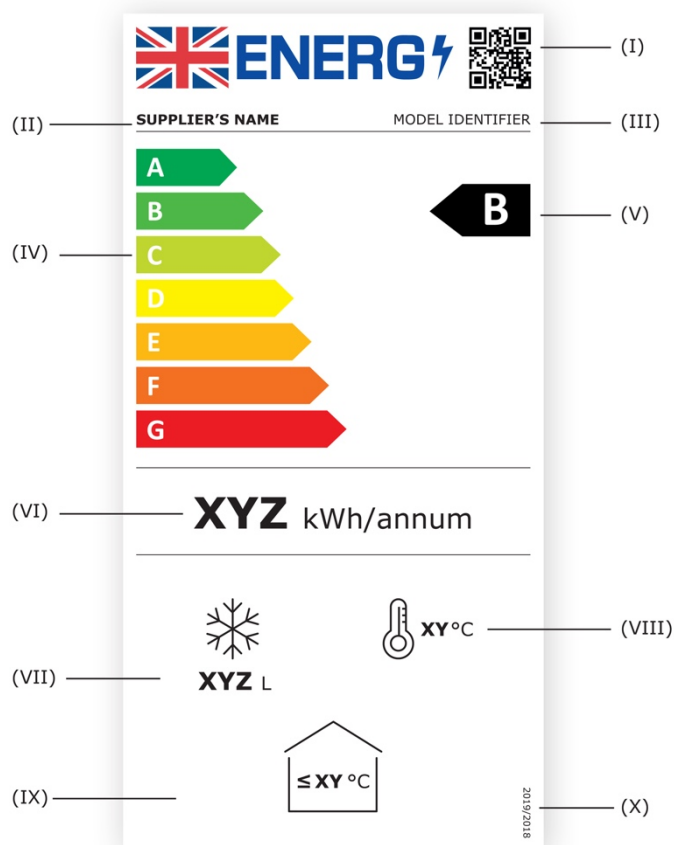 ENERG
(I)
(II)
SUPPLIER'S NAME
MODEL IDENTIFIER
(III)
A
B
B
(V)
(IV)
C
D
E
F
G
(VI)
XYZ kWh/annum
XY°C
(VIII)
(VII)
XYZ L
≤ XY °C
(IX)
2019/2018
(X)